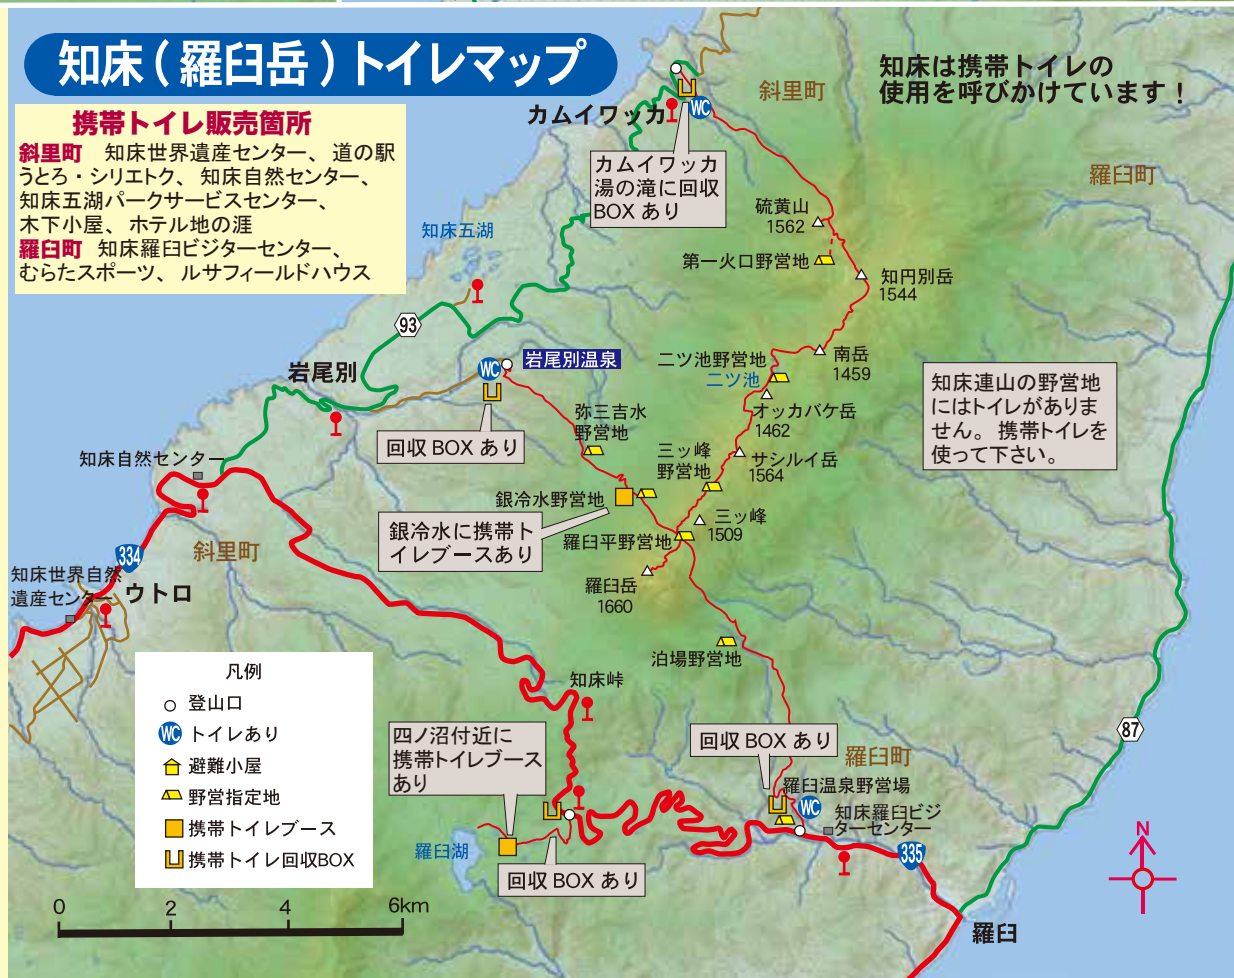 知床（羅臼岳）トイレマップ
携帯トイレ販売箇所
斜里町　知床世界遺産センター、道の駅
うとろ・シリエトク、知床自然センター、
知床五湖パークサービスセンター、
木下小屋、ホテル地の涯
羅臼町　知床羅臼ビジターセンター、
むらたスポーツ、ルサフィールドハウス
知床は携帯トイレの
使用を呼びかけています！
カムイワッカ
WC
斜里町
羅臼町
カムイワッカ
湯の滝に回収
BOX あり
硫黄山
1562
知床五湖
第一火口野営地
知円別岳
1544
93
二ツ池野営地
二ツ池
南岳
1459
岩尾別
WC
岩尾別温泉
オッカバケ岳
1462
知床連山の野営地
にはトイレがありま
せん。携帯トイレを
使って下さい。
回収 BOX あり
弥三吉水
野営地
三ッ峰
野営地
サシルイ岳
1564
知床自然センター
銀冷水野営地
三ッ峰
1509
銀冷水に携帯ト
イレブースあり
羅臼平野営地
334
斜里町
知床世界自然
遺産センター
ウトロ
羅臼岳
1660
泊場野営地
知床峠
凡例
登山口
WC トイレあり
避難小屋
野営指定地
携帯トイレブース
携帯トイレ回収BOX
四ノ沼付近に
携帯トイレブース
あり
回収 BOX あり
羅臼町
87
羅臼温泉野営場
WC
知床羅臼ビジ
ターセンター
羅臼湖
回収 BOX あり
335
N
0 2 4 6km
羅臼